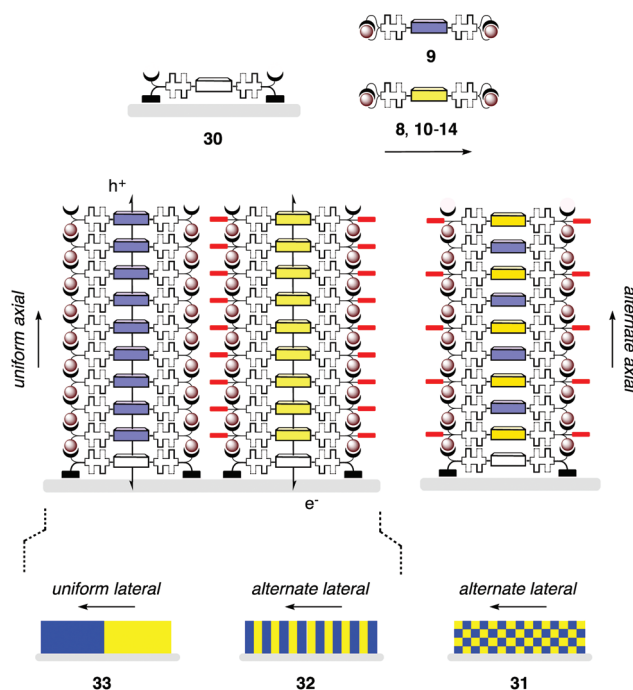 9
30
8, 10-14
h+
uniform axial
alternate axial
e-
uniform lateral
alternate lateral
alternate lateral
33
32
31